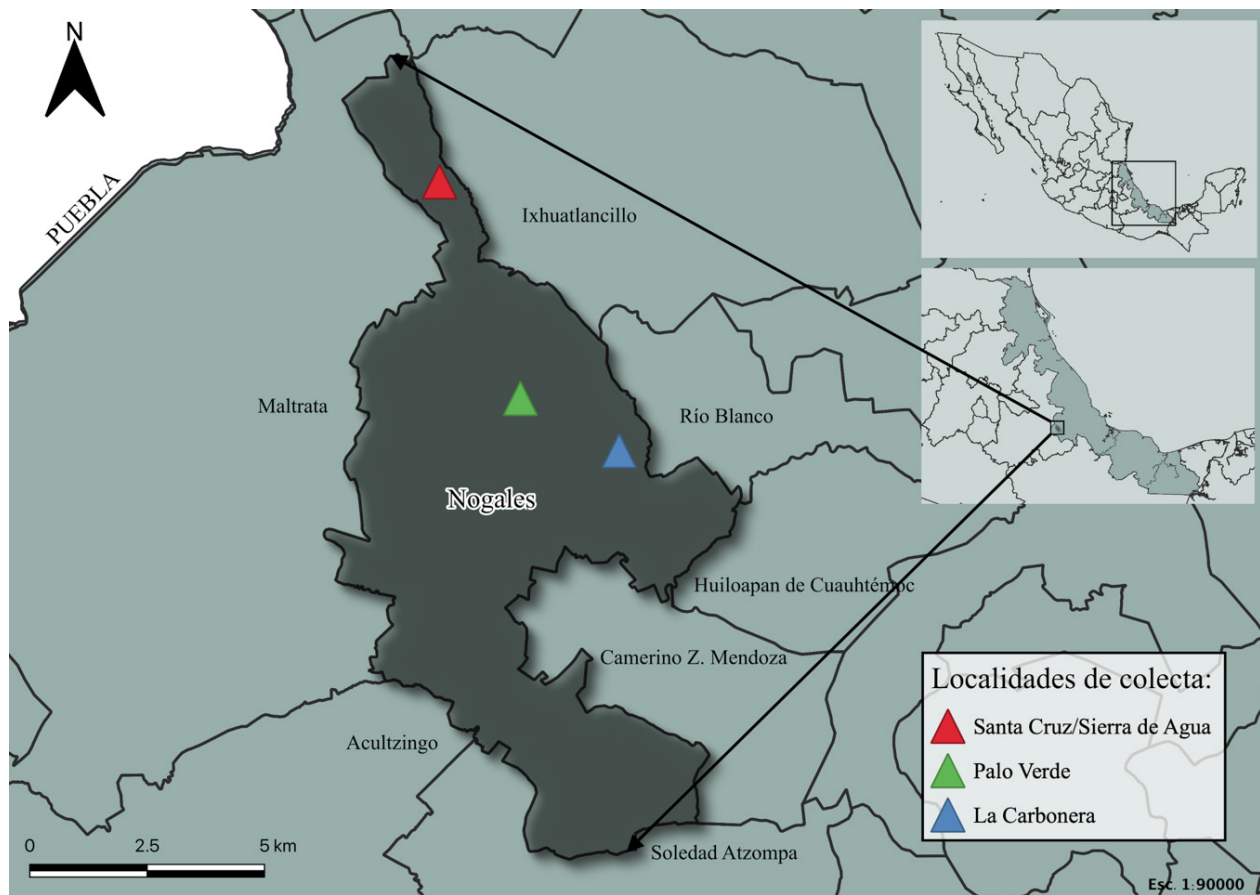 N
PUEBLA
Ixhuatlancillo
Maltrata
Río Blanco
Nogales
Huiloapan de Cuauhtémoc
Camerino Z. Mendoza
Acultzingo
Soledad Atzompa
Localidades de colecta:
Santa Cruz/Sierra de Agua
Palo Verde
La Carbonera
0 2.5 5 km
Esc. 1:90000